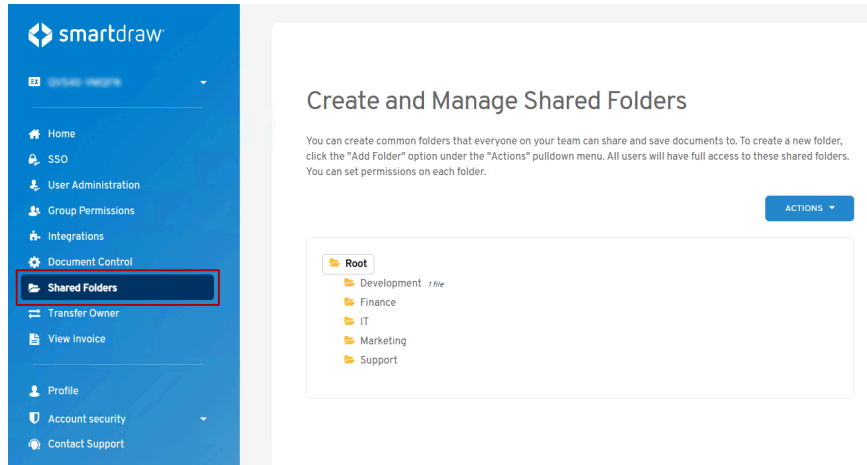 smartdraw
Home
SSO
User Administration
Group Permissions
Integrations
Document Control
Shared Folders
Transfer Owner
View Invoice
Profile
Account security
Contact Support
Create and Manage Shared Folders
You can create common folders that everyone on your team can share and save documents to. To create a new folder,
click the "Add Folder" option under the "Actions" pulldown menu. All users will have full access to these shared folders.
You can set permissions on each folder.
ACTIONS
Root
Development 1 file
Finance
IT
Marketing
Support